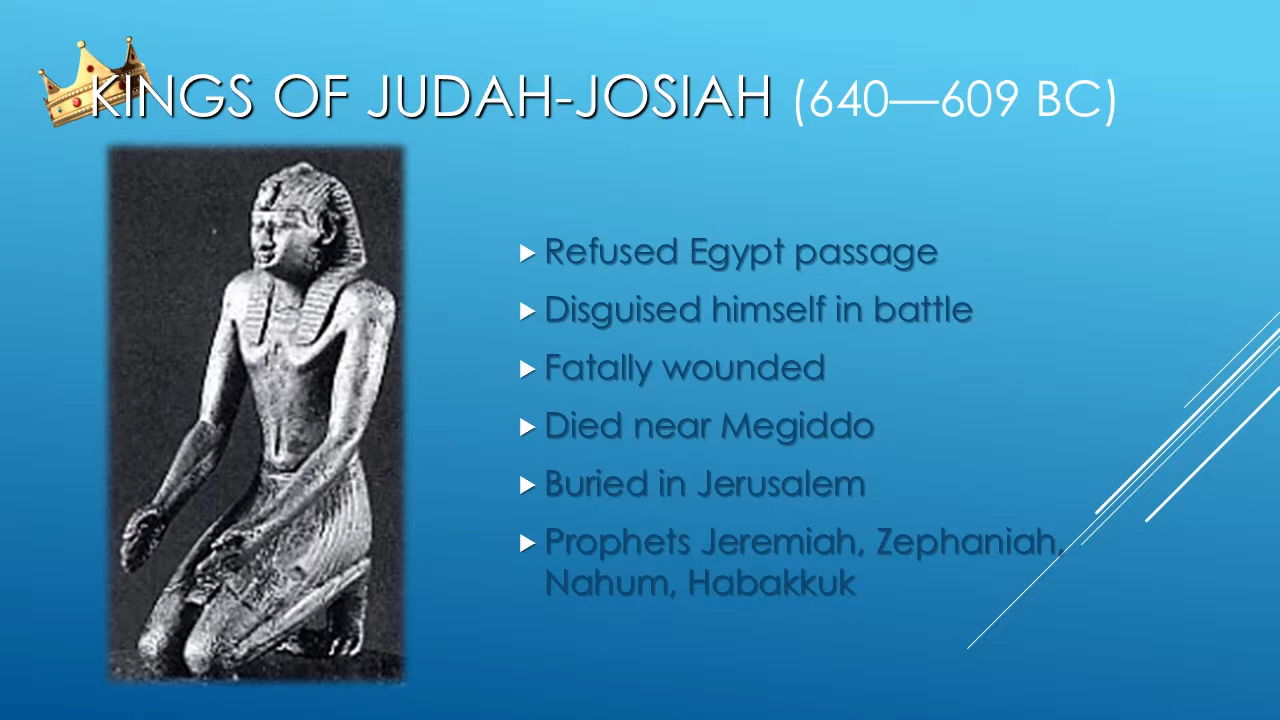 KINGS OF JUDAH-JOSIAH (640—609 BC)
Refused Egypt passage
Disguised himself in battle
Fatally wounded
Died near Megiddo
Buried in Jerusalem
Prophets Jeremiah, Zephaniah,
Nahum, Habakkuk